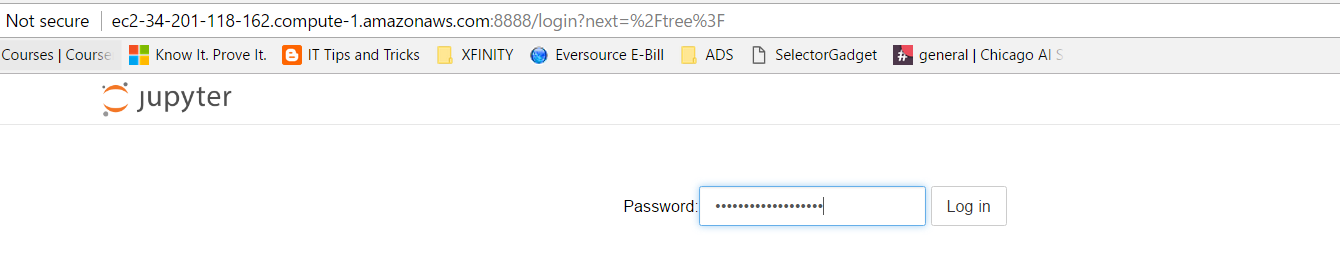 Not secure | ec2-34-201-118-162.compute-1.amazonaws.com:8888/login?next=%2Ftree%3F
Courses | Course Know It. Prove It. IT Tips and Tricks XFINITY Eversource E-Bill ADS SelectorGadget general | Chicago AI S
jupyter
Password: ••••••••••••••••••• Log in